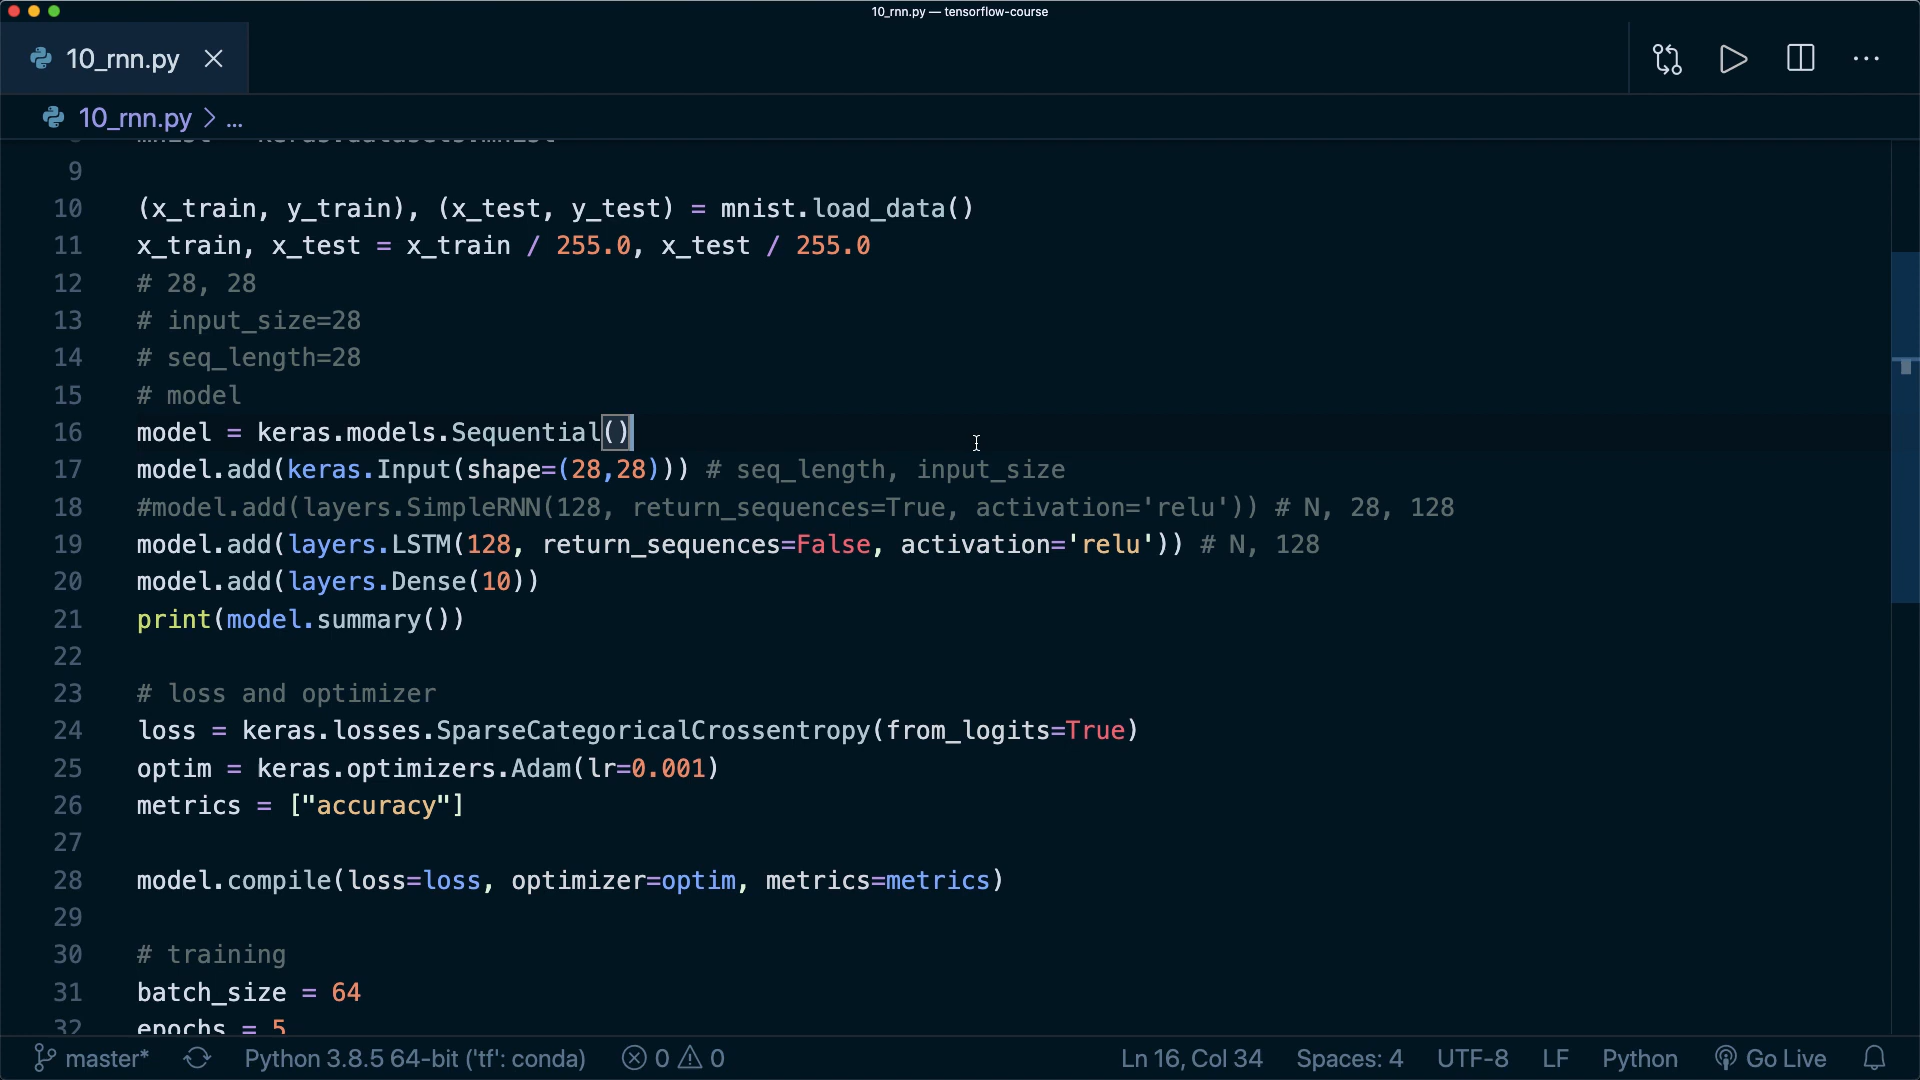 10_rnn.py — tensorflow-course
10_rnn.py
10_rnn.py > ...
9
10 (x_train, y_train), (x_test, y_test) = mnist.load_data()
11 x_train, x_test = x_train / 255.0, x_test / 255.0
12 # 28, 28
13 # input_size=28
14 # seq_length=28
15 # model
16 model = keras.models.Sequential()
17 model.add(keras.Input(shape=(28,28))) # seq_length, input_size
18 #model.add(layers.SimpleRNN(128, return_sequences=True, activation='relu')) # N, 28, 128
19 model.add(layers.LSTM(128, return_sequences=False, activation='relu')) # N, 128
20 model.add(layers.Dense(10))
21 print(model.summary())
22
23 # loss and optimizer
24 loss = keras.losses.SparseCategoricalCrossentropy(from_logits=True)
25 optim = keras.optimizers.Adam(lr=0.001)
26 metrics = ["accuracy"]
27
28 model.compile(loss=loss, optimizer=optim, metrics=metrics)
29
30 # training
31 batch_size = 64
32 epochs = 5
master* Python 3.8.5 64-bit ('tf': conda) 0 0 Ln 16, Col 34 Spaces: 4 UTF-8 LF Python Go Live